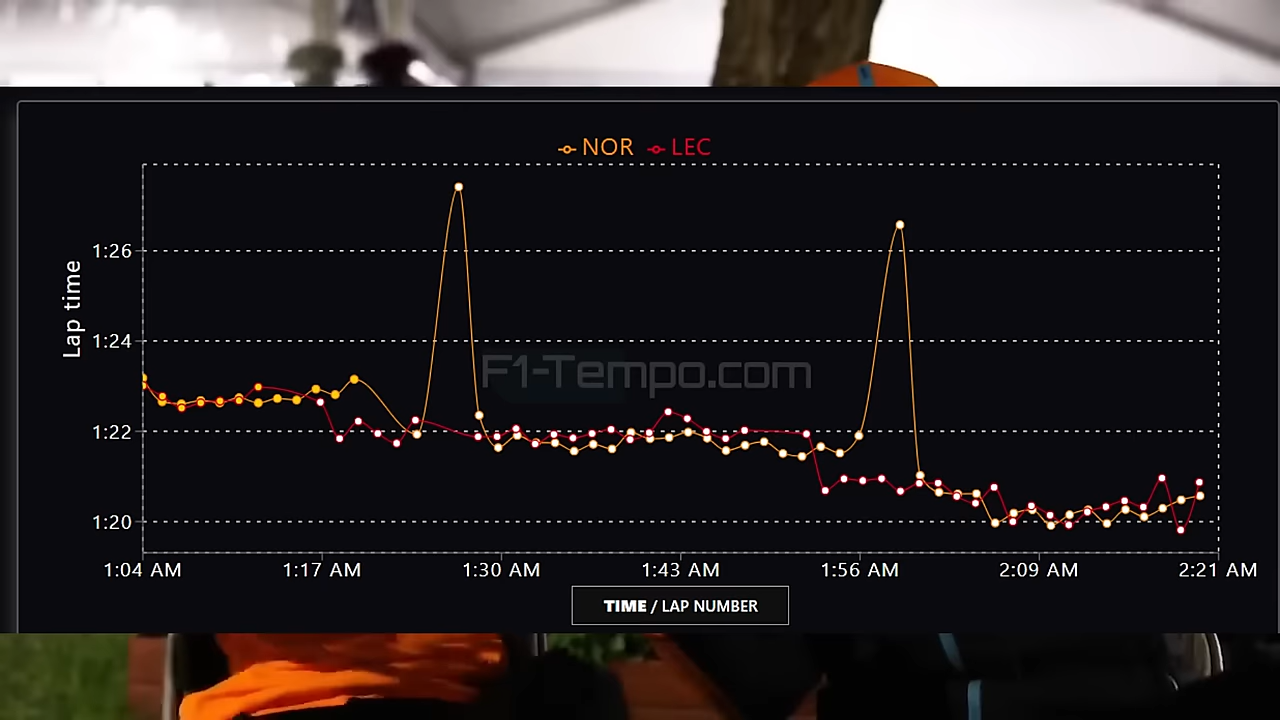 NOR LEC
Lap time
1:26
1:24
1:22
1:20
F1-Tempo.com
1:04 AM 1:17 AM 1:30 AM 1:43 AM 1:56 AM 2:09 AM 2:21 AM
TIME / LAP NUMBER